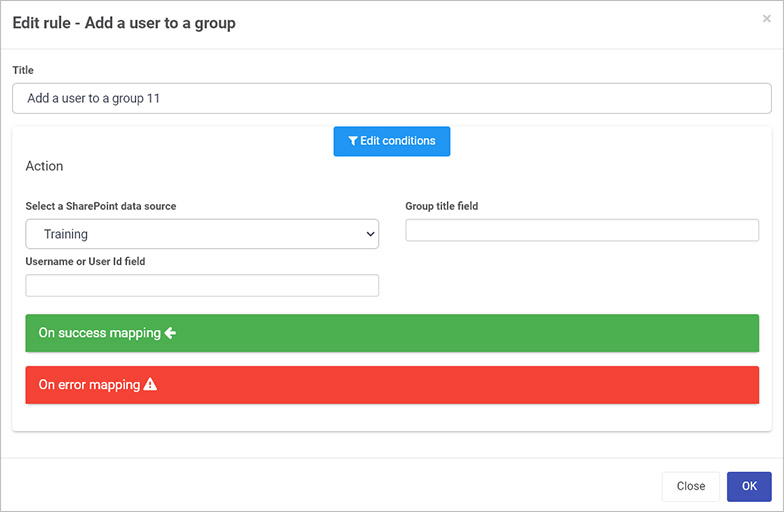 Edit rule - Add a user to a group
×
Title
Add a user to a group 11
Edit conditions
Action
Select a SharePoint data source
Group title field
Training
Username or User Id field
On success mapping
On error mapping
Close
OK